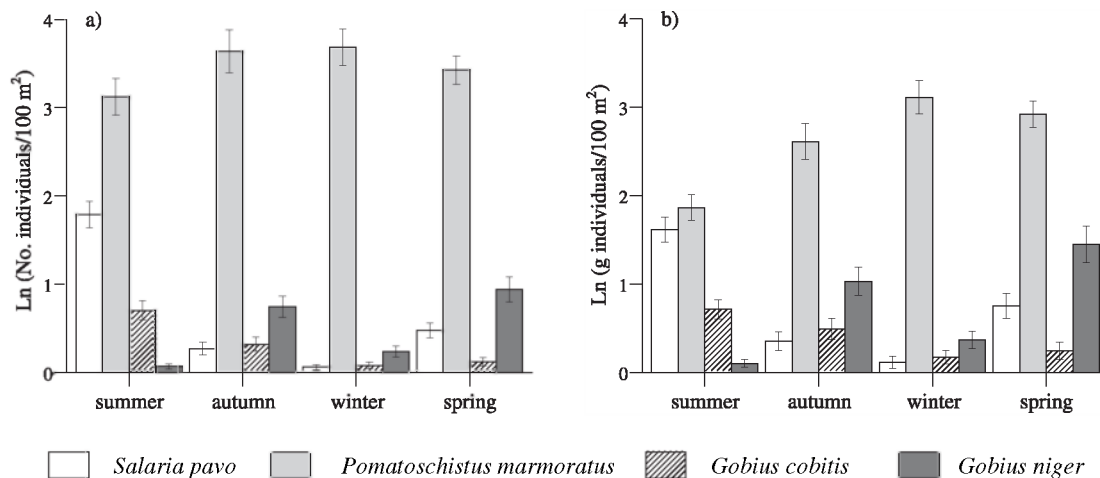 a)
Ln (No. individuals/100 m²)
4
3
2
1
0
summer autumn winter spring
b)
Ln (g individuals/100 m²)
4
3
2
1
0
summer autumn winter spring
Salaria pavo Pomatoschistus marmoratus Gobius cobitis Gobius niger